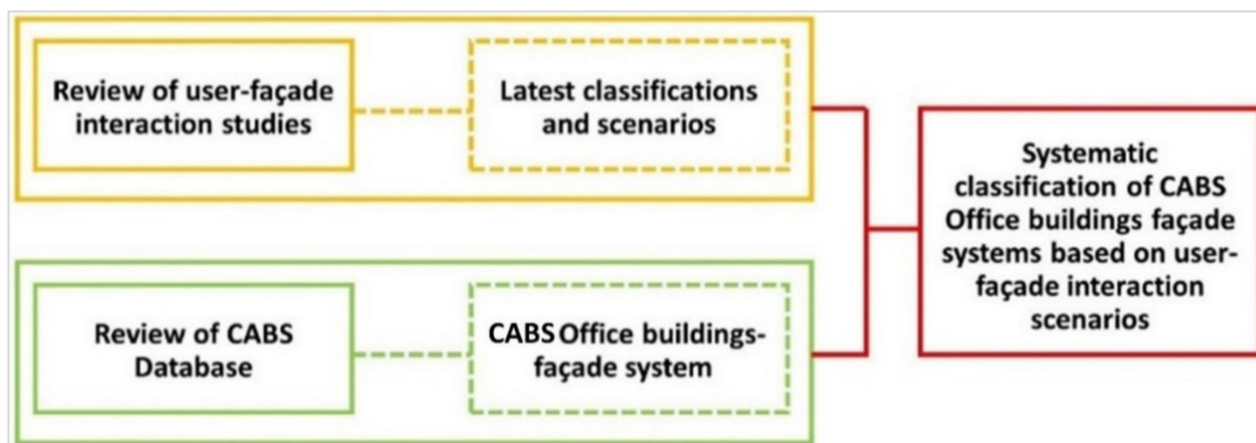 Review of user-façade
interaction studies
Latest classifications
and scenarios
Systematic
classification of CABS
Office buildings façade
systems based on user-
façade interaction
scenarios
Review of CABS
Database
CABS Office buildings-
façade system